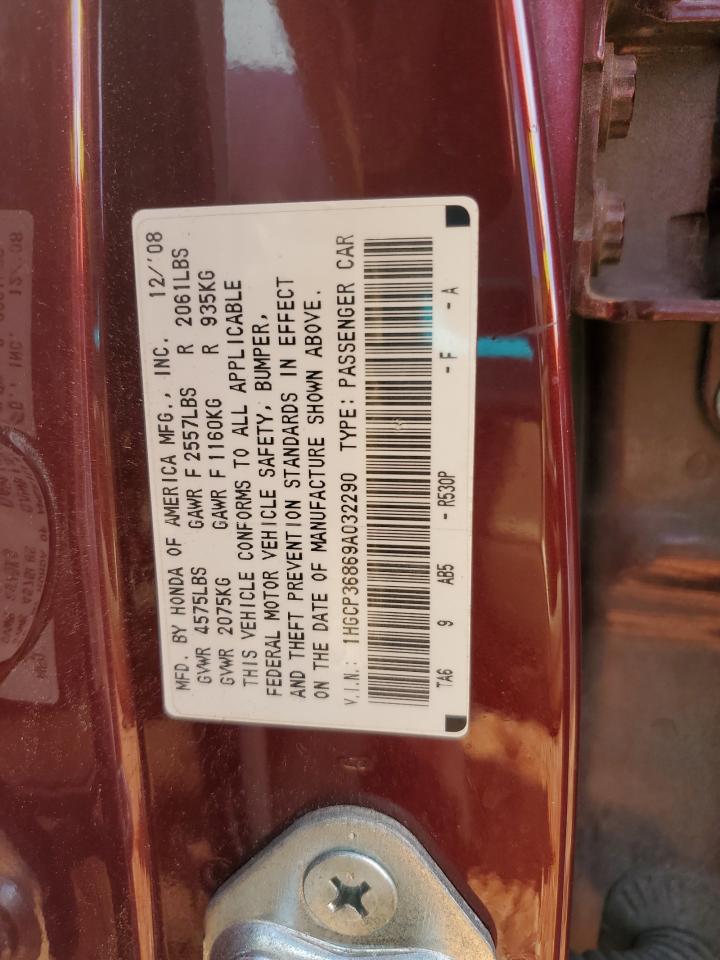 MFD. BY HONDA OF AMERICA MFG., INC. 12/'08
GVWR 4575LBS GAWR F 2557LBS R 2061LBS
GVWR 2075KG GAWR F 1160KG R 935KG
THIS VEHICLE CONFORMS TO ALL APPLICABLE
FEDERAL MOTOR VEHICLE SAFETY, BUMPER,
AND THEFT PREVENTION STANDARDS IN EFFECT
ON THE DATE OF MANUFACTURE SHOWN ABOVE.
V.I.N.: 1HGCP36869A032290 TYPE: PASSENGER CAR
TA6 9 AB5 - R530P - F - A